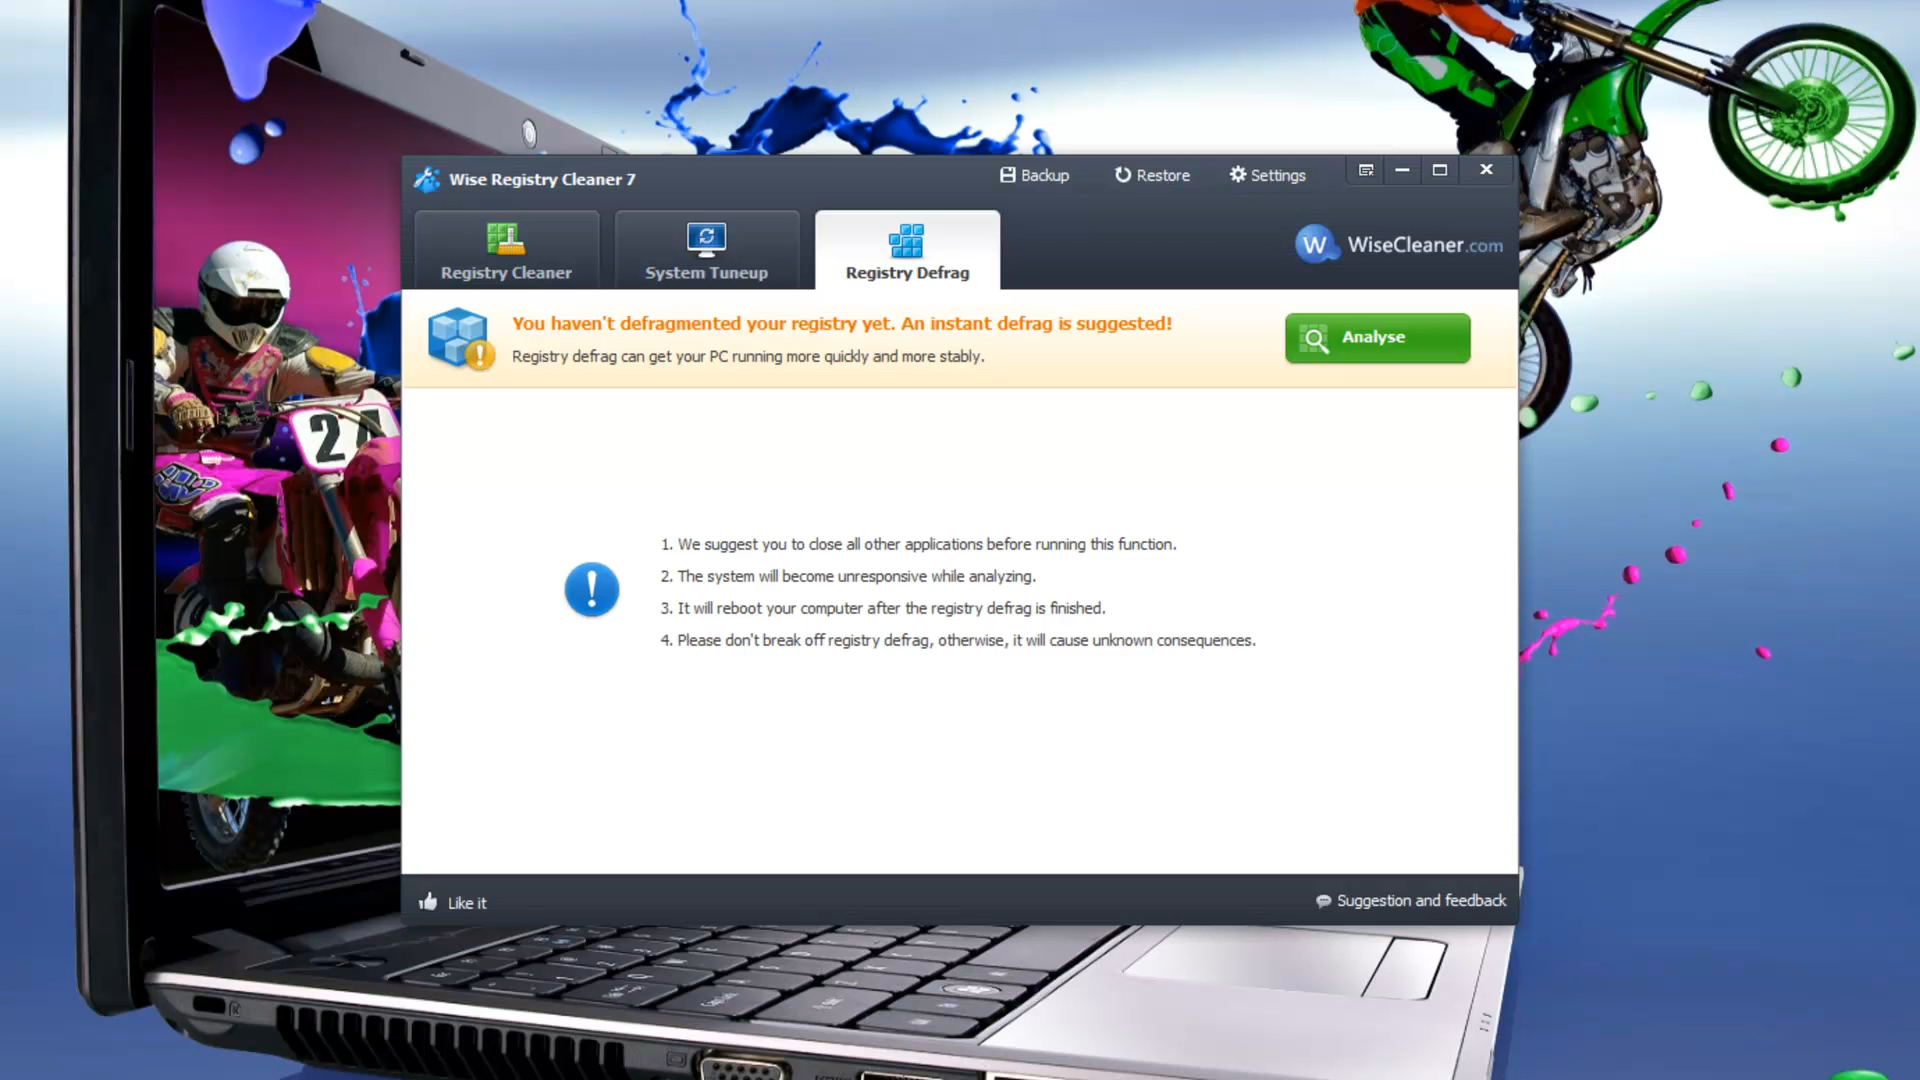 Wise Registry Cleaner 7
Backup
Restore
Settings
Registry Cleaner
System Tuneup
Registry Defrag
W WiseCleaner.com
You haven't defragmented your registry yet. An instant defrag is suggested!
Registry defrag can get your PC running more quickly and more stably.
Analyse
1. We suggest you to close all other applications before running this function.
2. The system will become unresponsive while analyzing.
3. It will reboot your computer after the registry defrag is finished.
4. Please don't break off registry defrag, otherwise, it will cause unknown consequences.
Like it
Suggestion and feedback